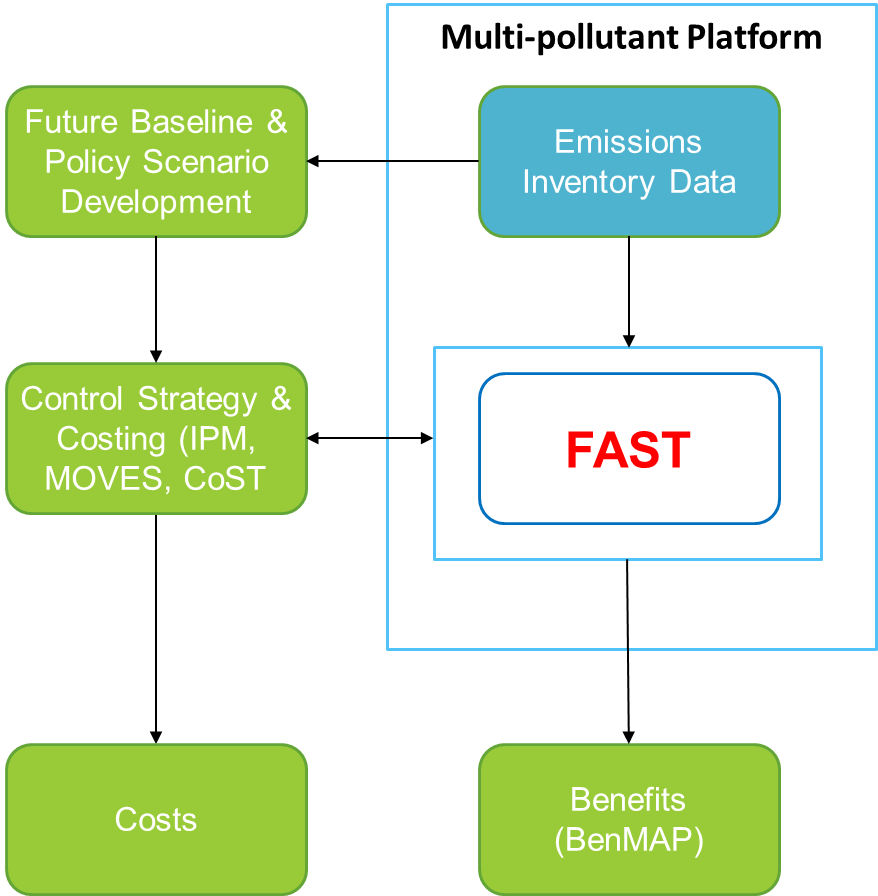 Multi-pollutant Platform
Future Baseline &
Policy Scenario
Development
Emissions
Inventory Data
Control Strategy &
Costing (IPM,
MOVES, CoST
FAST
Costs
Benefits
(BenMAP)